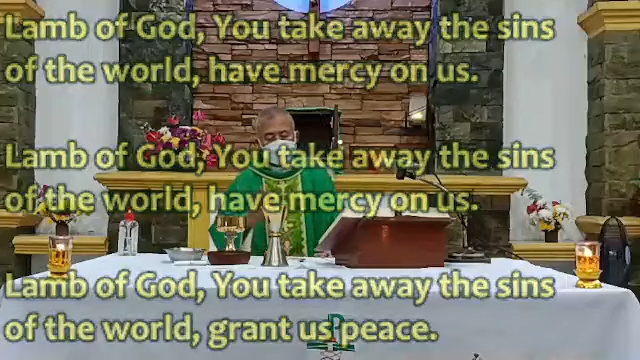 Lamb of God, You take away the sins
of the world, have mercy on us.
Lamb of God, You take away the sins
of the world, have mercy on us.
Lamb of God, You take away the sins
of the world, grant us peace.